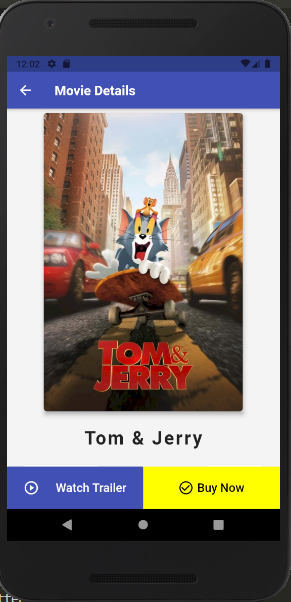 12:02
Movie Details
TOM&
JERRY
Tom & Jerry
Watch Trailer
Buy Now